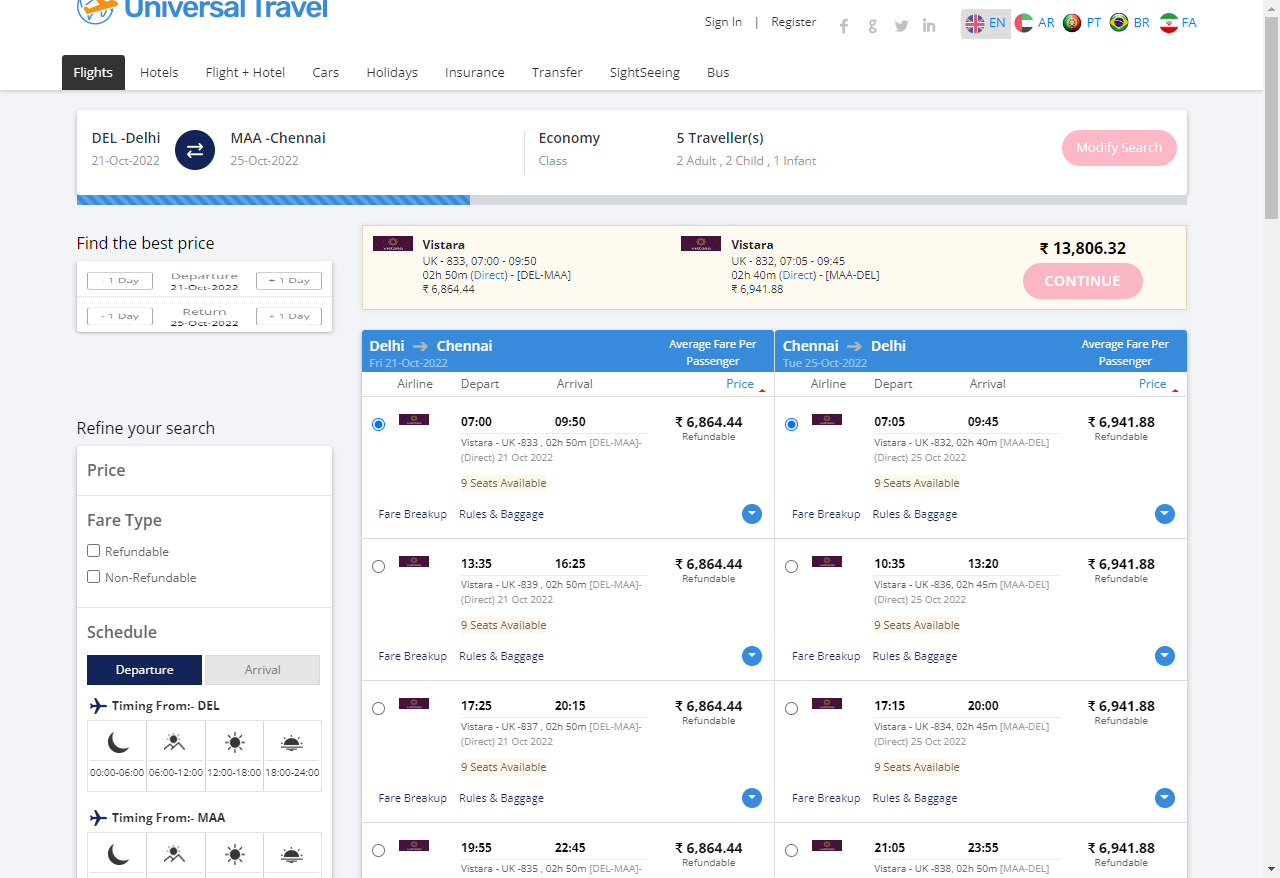 Universal Travel
Sign In | Register
EN AR PT BR FA
Flights Hotels Flight + Hotel Cars Holidays Insurance Transfer SightSeeing Bus
DEL -Delhi MAA -Chennai Economy 5 Traveller(s)
21-Oct-2022 25-Oct-2022 Class 2 Adult , 2 Child , 1 Infant
Modify Search
Find the best price
- 1 Day Departure + 1 Day
21-Oct-2022
- 1 Day Return + 1 Day
25-Oct-2022
Vistara
UK - 833, 07:00 - 09:50
02h 50m (Direct) - [DEL-MAA]
₹ 6,864.44
Vistara
UK - 832, 07:05 - 09:45
02h 40m (Direct) - [MAA-DEL]
₹ 6,941.88
₹ 13,806.32
CONTINUE
Refine your search
Price
Fare Type
Refundable
Non-Refundable
Schedule
Departure Arrival
Timing From:- DEL
00:00-06:00 06:00-12:00 12:00-18:00 18:00-24:00
Timing From:- MAA
Delhi Chennai Average Fare Per
Fri 21-Oct-2022 Passenger
Airline Depart Arrival Price
07:00 09:50 ₹ 6,864.44
Refundable
Vistara - UK -833 , 02h 50m [DEL-MAA]-
(Direct) 21 Oct 2022
9 Seats Available
Fare Breakup Rules & Baggage
13:35 16:25 ₹ 6,864.44
Refundable
Vistara - UK -839 , 02h 50m [DEL-MAA]-
(Direct) 21 Oct 2022
9 Seats Available
Fare Breakup Rules & Baggage
17:25 20:15 ₹ 6,864.44
Refundable
Vistara - UK -837 , 02h 50m [DEL-MAA]-
(Direct) 21 Oct 2022
9 Seats Available
Fare Breakup Rules & Baggage
19:55 22:45 ₹ 6,864.44
Refundable
Vistara - UK -835 , 02h 50m [DEL-MAA]-
Chennai Delhi Average Fare Per
Tue 25-Oct-2022 Passenger
Airline Depart Arrival Price
07:05 09:45 ₹ 6,941.88
Refundable
Vistara - UK -832, 02h 40m [MAA-DEL]
(Direct) 25 Oct 2022
9 Seats Available
Fare Breakup Rules & Baggage
10:35 13:20 ₹ 6,941.88
Refundable
Vistara - UK -836, 02h 45m [MAA-DEL]
(Direct) 25 Oct 2022
9 Seats Available
Fare Breakup Rules & Baggage
17:15 20:00 ₹ 6,941.88
Refundable
Vistara - UK -834, 02h 45m [MAA-DEL]
(Direct) 25 Oct 2022
9 Seats Available
Fare Breakup Rules & Baggage
21:05 23:55 ₹ 6,941.88
Refundable
Vistara - UK -838, 02h 50m [MAA-DEL]